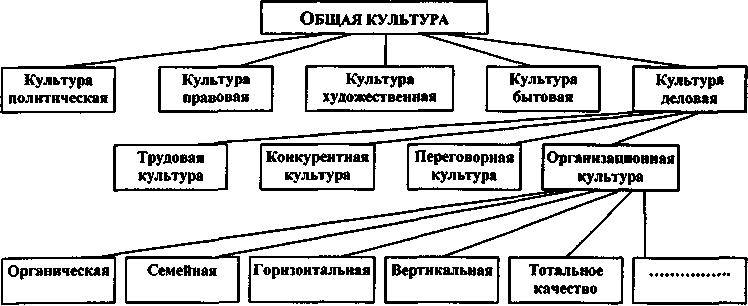 ОБЩАЯ КУЛЬТУРА
Культура
политическая
Культура
правовая
Культура
художественная
Культура
бытовая
Культура
деловая
Трудовая
культура
Конкурентная
культура
Переговорная
культура
Организационная
культура
Органическая
Семейная
Горизонтальная
Вертикальная
Тотальное
качество
................